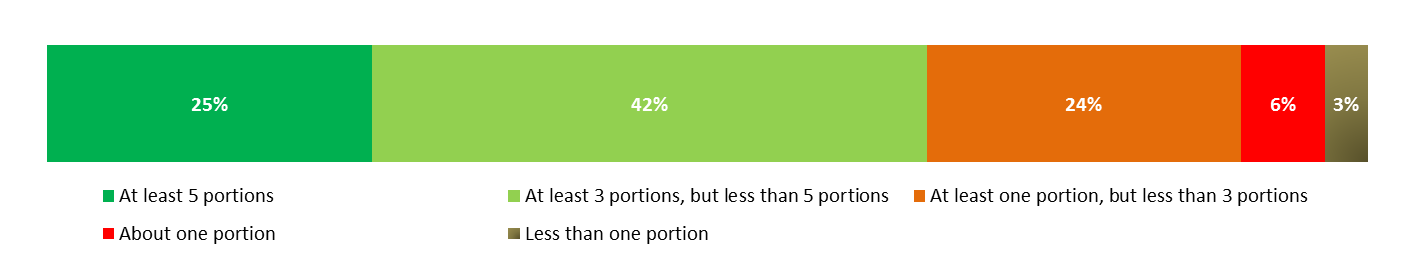 25% 42% 24% 6% 3%
At least 5 portions At least 3 portions, but less than 5 portions At least one portion, but less than 3 portions
About one portion Less than one portion